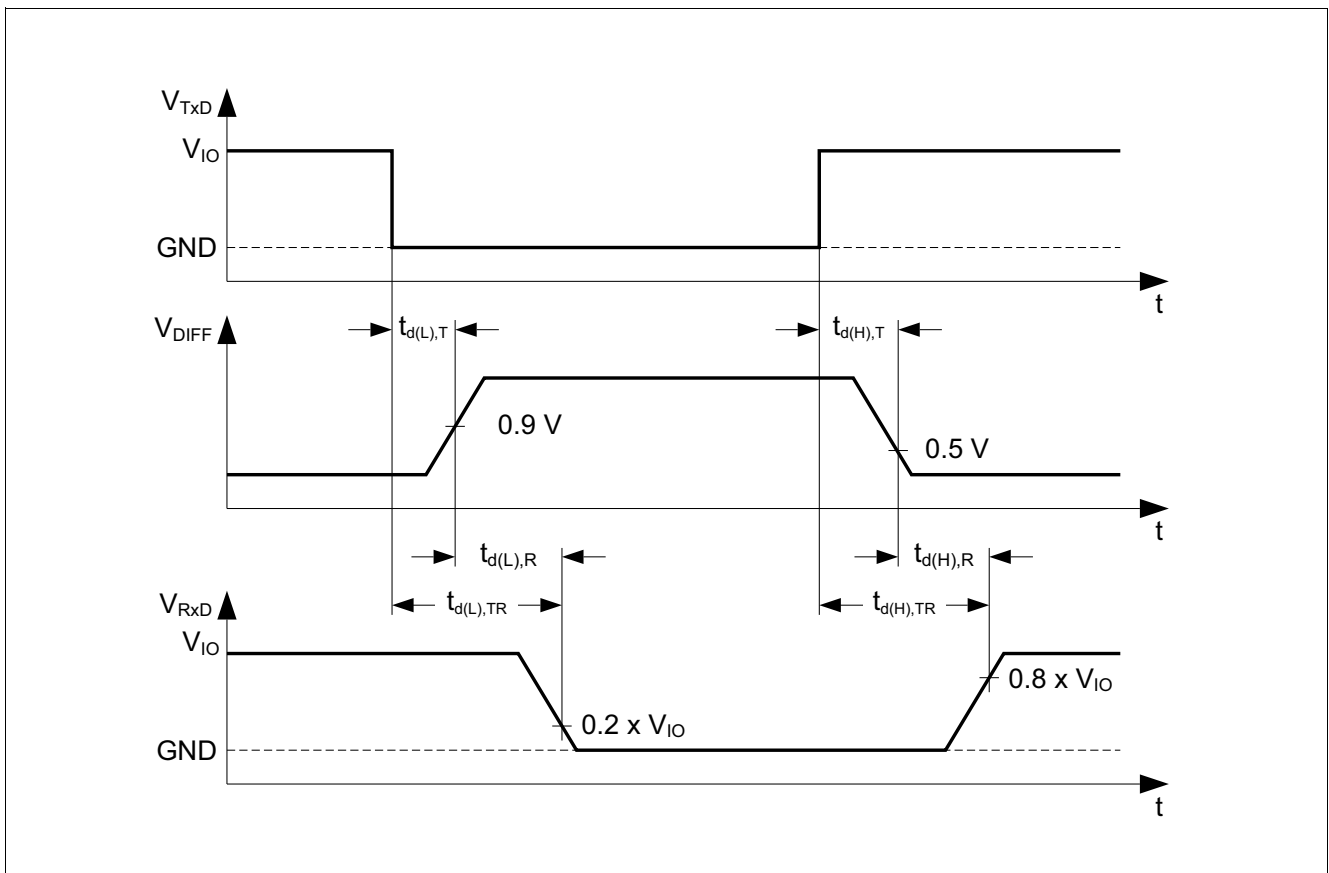 V_TxD
V_IO
GND
t
V_DIFF
t_d(L),T
t_d(H),T
0.9 V
0.5 V
t
t_d(L),R
t_d(H),R
t_d(L),TR
t_d(H),TR
V_RxD
V_IO
0.8 x V_IO
0.2 x V_IO
GND
t